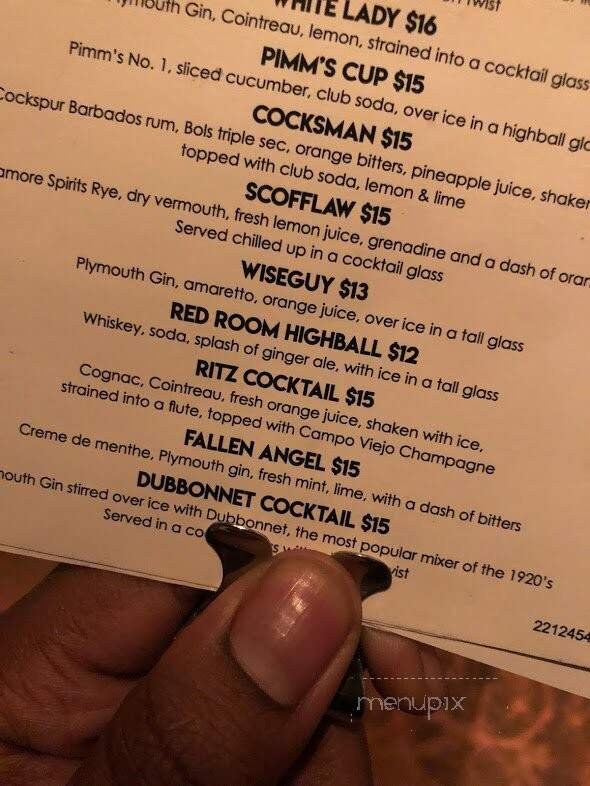 TWIST
WHITE LADY $16
Gin, Cointreau, lemon, strained into a cocktail glass
PIMM'S CUP $15
Pimm's No. 1, sliced cucumber, club soda, over ice in a highball
COCKSMAN $15
Barbados rum, Bols triple sec, orange bitters, pineapple juice, shaken
topped with club soda, lemon & lime
SCOFFLAW $15
Spirits Rye, dry vermouth, fresh lemon juice, grenadine and a dash of
Served chilled up in a cocktail glass
WISEGUY $13
Plymouth Gin, amaretto, orange juice, over ice in a tall glass
RED ROOM HIGHBALL $12
Whiskey, soda, splash of ginger ale, with ice in a tall glass
RITZ COCKTAIL $15
Cognac, Cointreau, fresh orange juice, shaken with ice,
strained into a flute, topped with Campo Viejo Champagne
FALLEN ANGEL $15
Creme de menthe, Plymouth gin, fresh mint, lime, with a dash of bitters
DUBBONNET COCKTAIL $15
Gin stirred over ice with Dubbonnet, the most popular mixer of the 1920's
Served in a
2212454
menupix